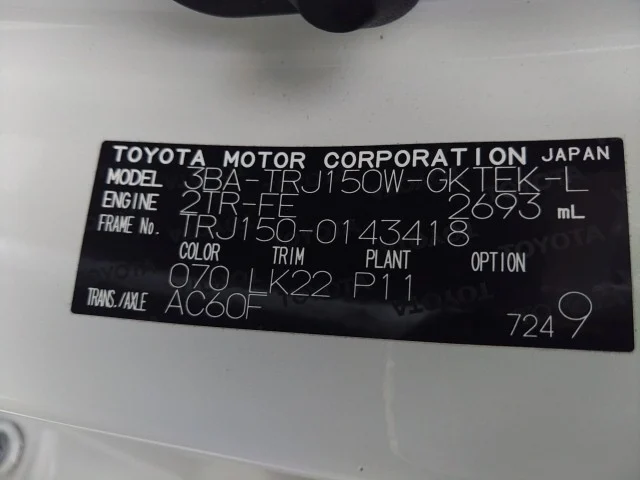 TOYOTA MOTOR CORPORATION JAPAN
MODEL 3BA-TRJ150W-GKTEK-L
ENGINE 2TR-FE 2693 mL
FRAME No. TRJ150-0143418
COLOR TRIM PLANT OPTION
070 LK22 P11
TRANS./AXLE AC60F
7249